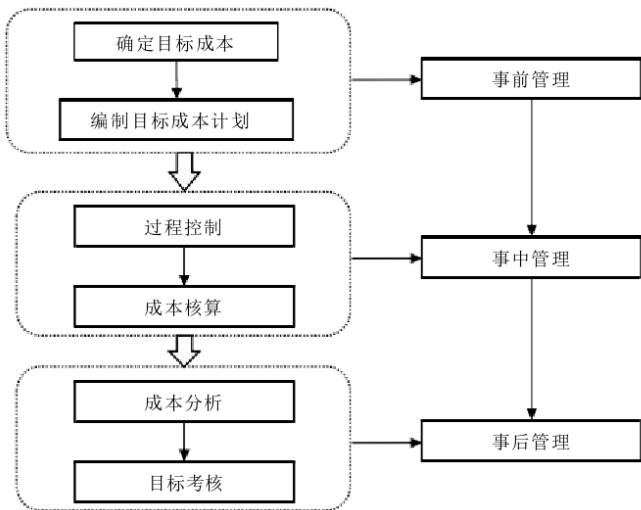 确定目标成本
编制目标成本计划
事前管理
过程控制
成本核算
事中管理
成本分析
目标考核
事后管理